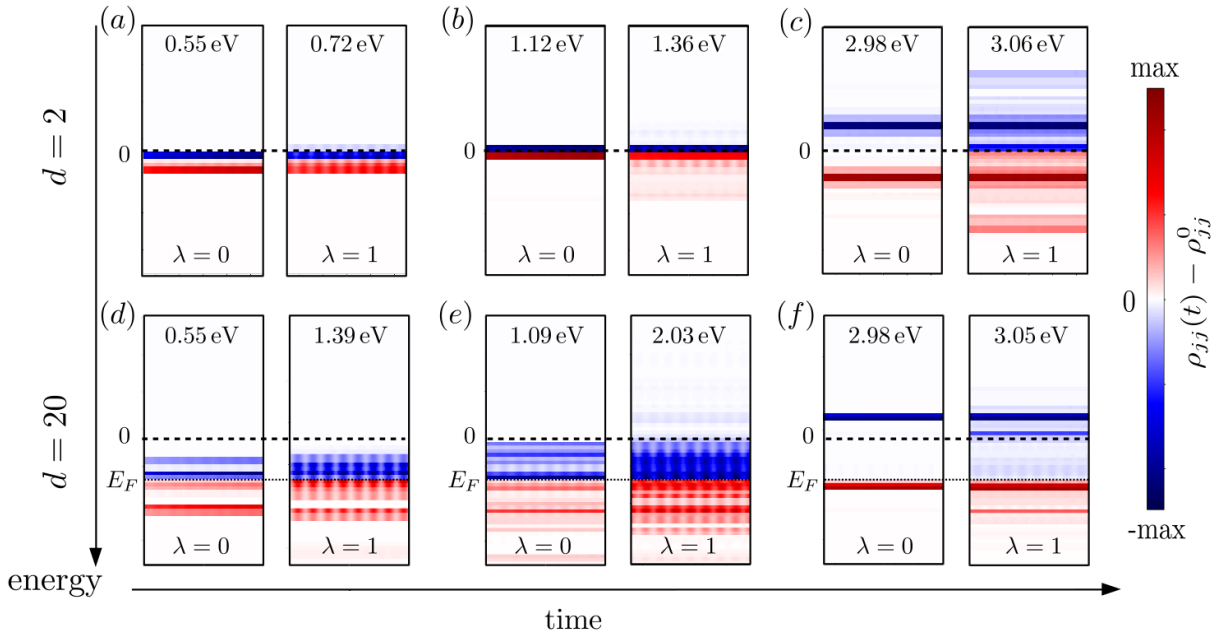 (a)
(b)
(c)
0.55 eV
0.72 eV
1.12 eV
1.36 eV
2.98 eV
3.06 eV
max
d = 2
0
0
0
λ = 0
λ = 1
λ = 0
λ = 1
λ = 0
λ = 1
0
ρjj(t) − ρ⁰jj
(d)
(e)
(f)
0.55 eV
1.39 eV
1.09 eV
2.03 eV
2.98 eV
3.05 eV
d = 20
0
0
0
E_F
E_F
E_F
λ = 0
λ = 1
λ = 0
λ = 1
λ = 0
λ = 1
-max
energy
time